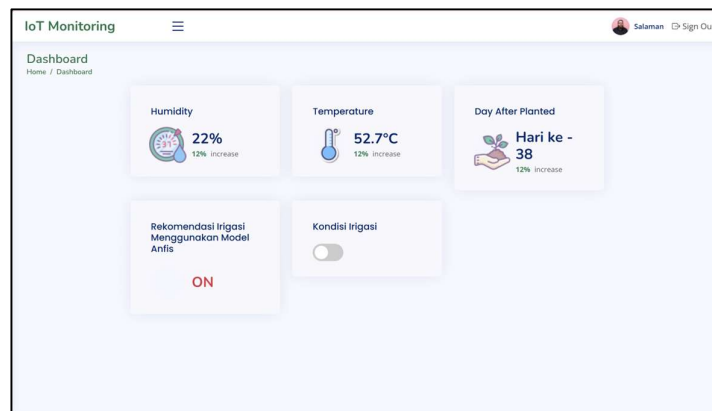 IoT Monitoring
Salaman
Sign Ou
Dashboard
Home / Dashboard
Humidity
22%
12% increase
Temperature
52.7°C
12% increase
Day After Planted
Hari ke -
38
12% increase
Rekomendasi Irigasi
Menggunakan Model
Anfis
ON
Kondisi Irigasi